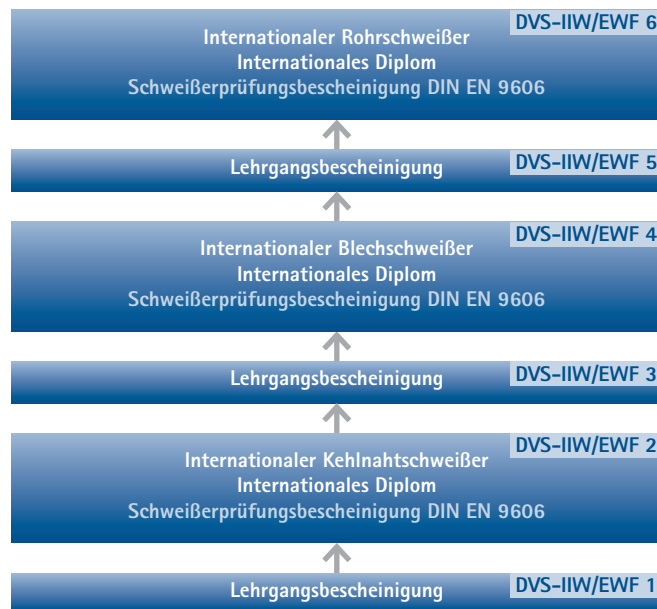 DVS-IIW/EWF 6
Internationaler Rohrschweißer
Internationales Diplom
Schweißerprüfungsbescheinigung DIN EN 9606
DVS-IIW/EWF 5
Lehrgangsbescheinigung
DVS-IIW/EWF 4
Internationaler Blechschweißer
Internationales Diplom
Schweißerprüfungsbescheinigung DIN EN 9606
DVS-IIW/EWF 3
Lehrgangsbescheinigung
DVS-IIW/EWF 2
Internationaler Kehlnahtschweißer
Internationales Diplom
Schweißerprüfungsbescheinigung DIN EN 9606
DVS-IIW/EWF 1
Lehrgangsbescheinigung